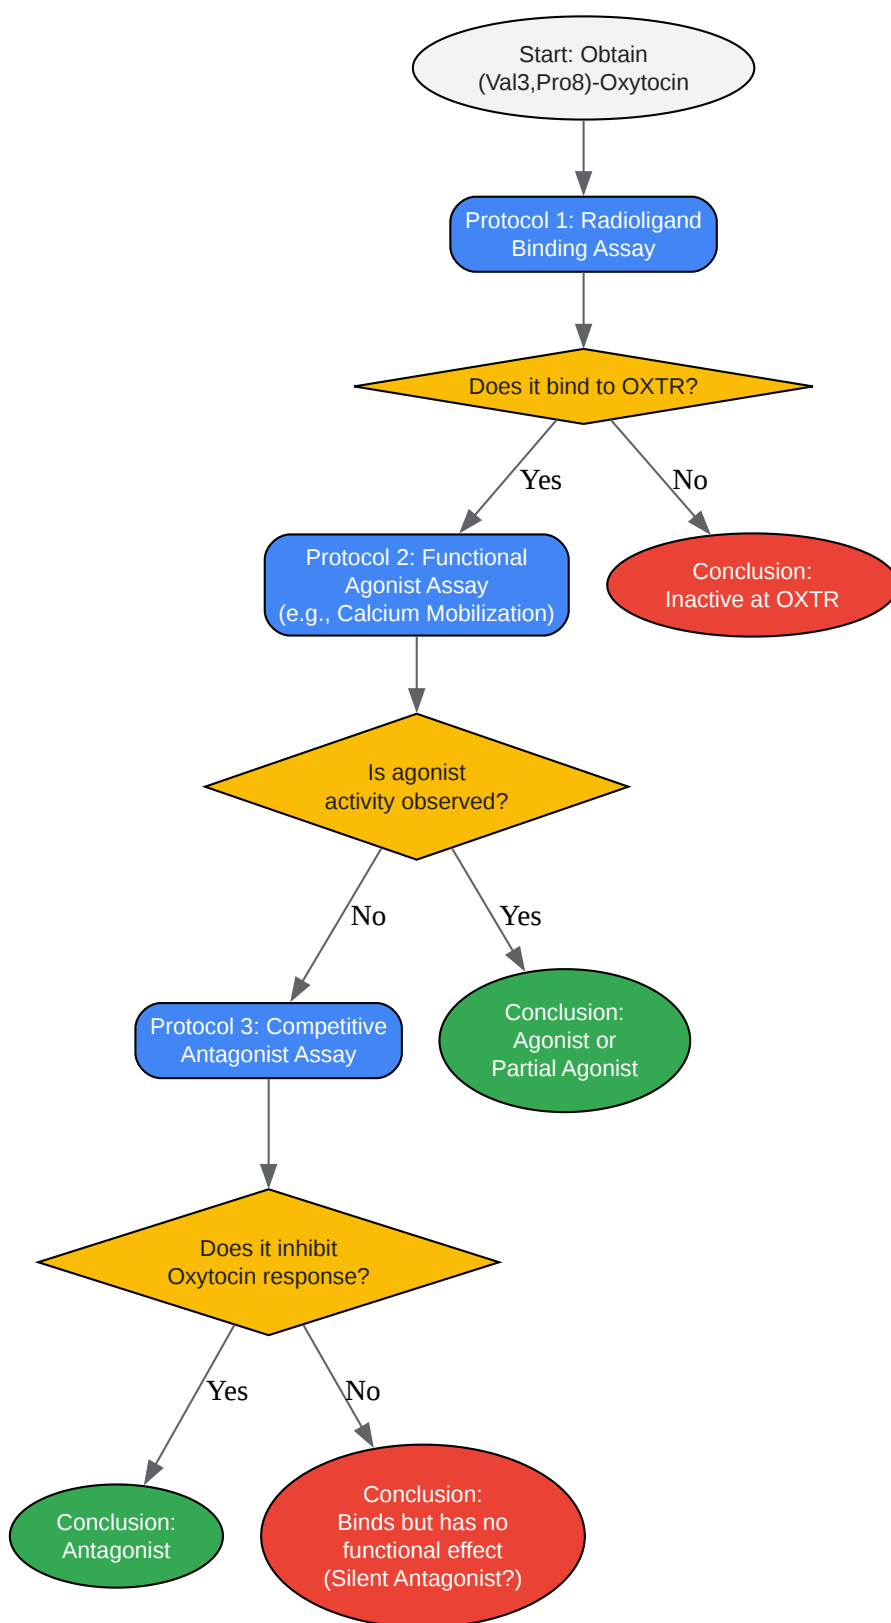 Start: Obtain
(Val3,Pro8)-Oxytocin
Protocol 1: Radioligand
Binding Assay
Does it bind to OXTR?
Yes
No
Protocol 2: Functional
Agonist Assay
(e.g., Calcium Mobilization)
Conclusion:
Inactive at OXTR
Is agonist
activity observed?
No
Yes
Protocol 3: Competitive
Antagonist Assay
Conclusion:
Agonist or
Partial Agonist
Does it inhibit
Oxytocin response?
Yes
No
Conclusion:
Antagonist
Conclusion:
Binds but has no
functional effect
(Silent Antagonist?)